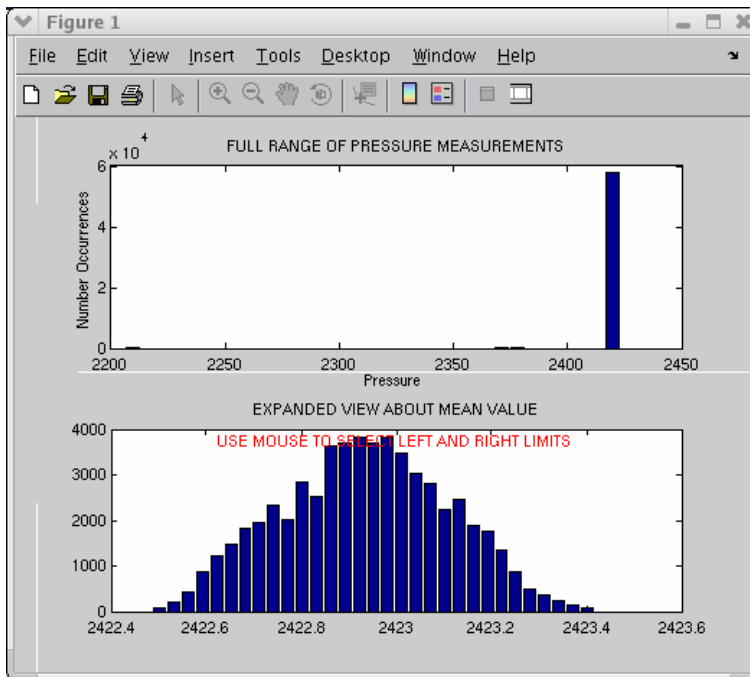 Figure 1
File Edit View Insert Tools Desktop Window Help
x 10^4
FULL RANGE OF PRESSURE MEASUREMENTS
6
4
2
0
Number Occurrences
2200 2250 2300 2350 2400 2450
Pressure
EXPANDED VIEW ABOUT MEAN VALUE
USE MOUSE TO SELECT LEFT AND RIGHT LIMITS
4000
3000
2000
1000
0
2422.4 2422.6 2422.8 2423 2423.2 2423.4 2423.6